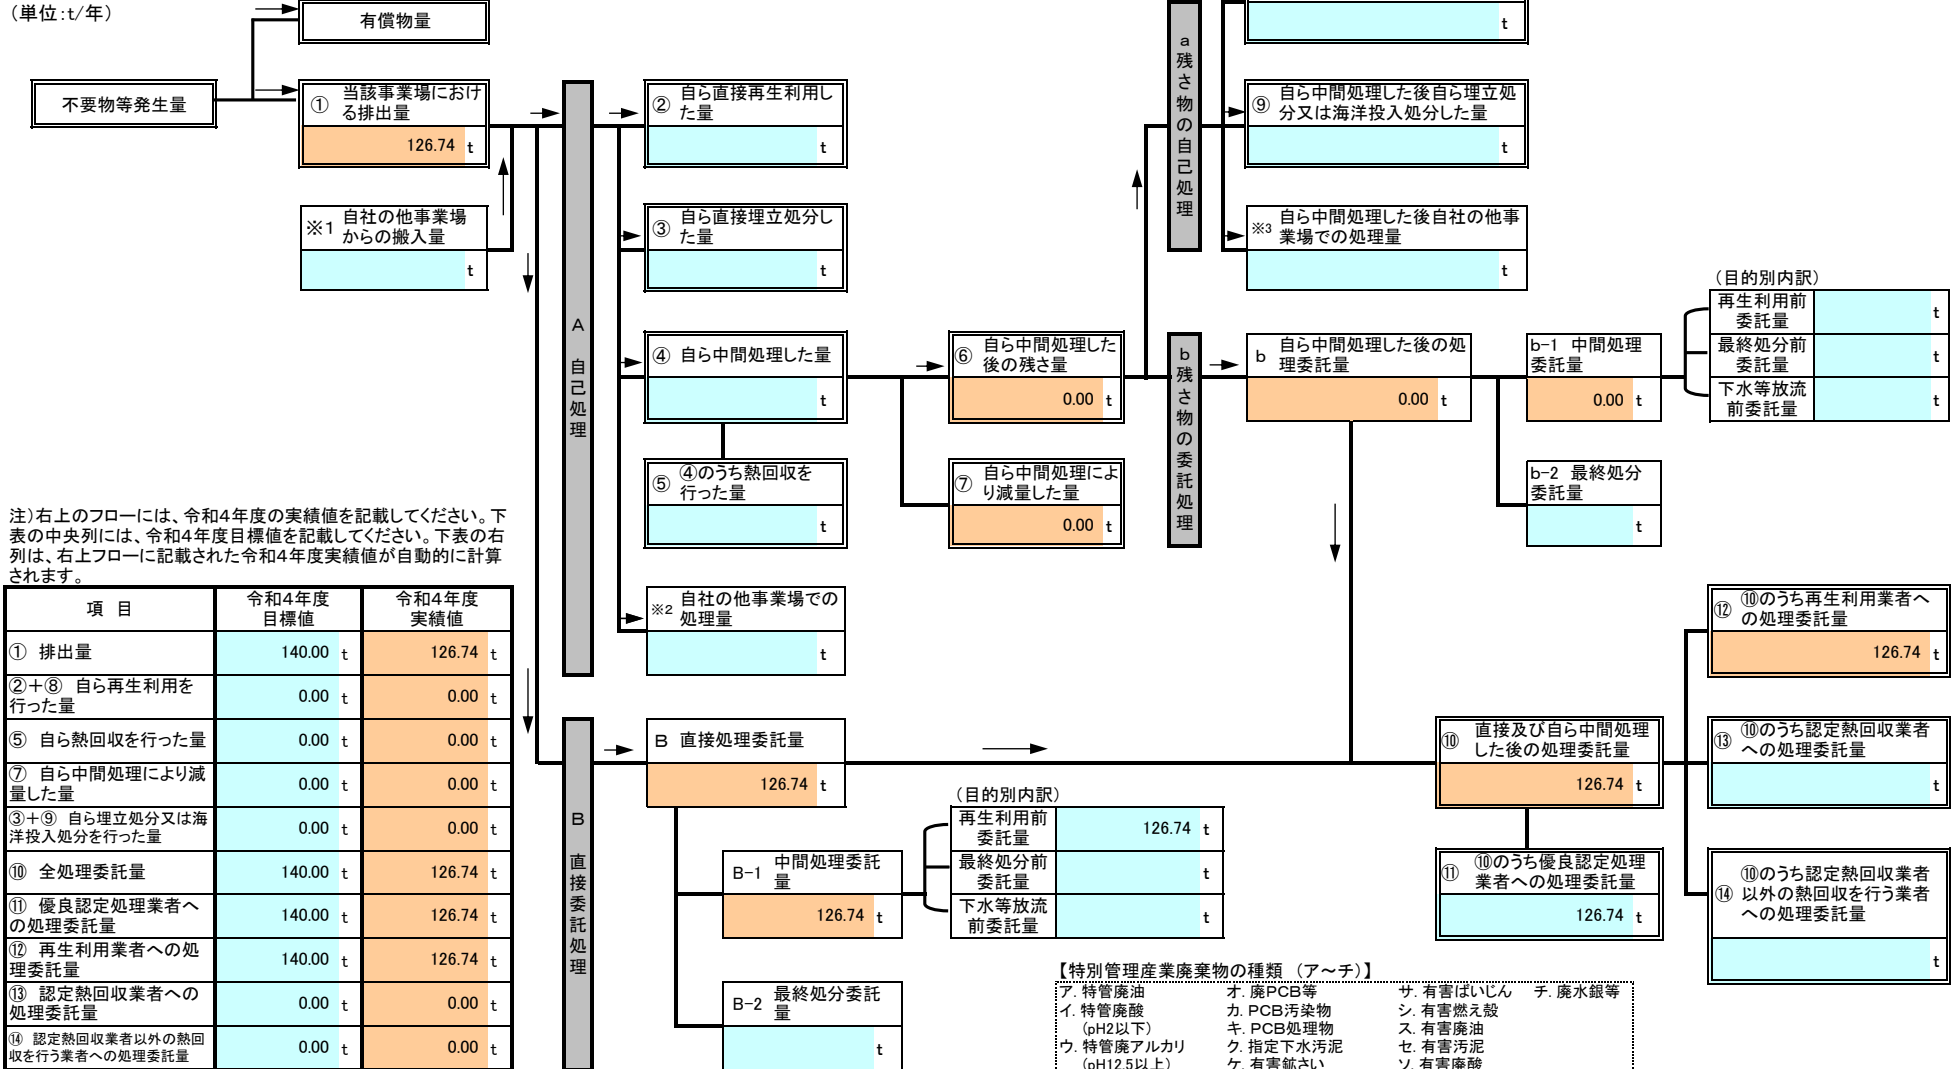 (単位:t/年)
有償物量
不要物等発生量
① 当該事業場におけ
る排出量
126.74 t
※1 自社の他事業場
からの搬入量
t
A 自己処理
② 自ら直接再生利用し
た量
t
③ 自ら直接埋立処分し
た量
t
④ 自ら中間処理した量
t
⑤ ④のうち熱回収を
行った量
t
※2 自社の他事業場での
処理量
t
⑥ 自ら中間処理した
後の残さ量
0.00 t
⑦ 自ら中間処理によ
り減量した量
0.00 t
a 残さ物の自己処理
t
⑨ 自ら中間処理した後自ら埋立処
分又は海洋投入処分した量
t
※3 自ら中間処理した後自社の他事
業場での処理量
t
b 残さ物の委託処理
b 自ら中間処理した後の処
理委託量
0.00 t
b-1 中間処理
委託量
0.00 t
b-2 最終処分
委託量
t
(目的別内訳)
再生利用前
委託量
t
最終処分前
委託量
t
下水等放流
前委託量
t
注)右上のフローには、令和4年度の実績値を記載してください。下
表の中央列には、令和4年度目標値を記載してください。下表の右
列は、右上フローに記載された令和4年度実績値が自動的に計算
されます。
項 目 令和4年度
目標値 令和4年度
実績値
① 排出量 140.00 t 126.74 t
②+⑧ 自ら再生利用を
行った量 0.00 t 0.00 t
⑤ 自ら熱回収を行った量 0.00 t 0.00 t
⑦ 自ら中間処理により減
量した量 0.00 t 0.00 t
③+⑨ 自ら埋立処分又は海
洋投入処分を行った量 0.00 t 0.00 t
⑩ 全処理委託量 140.00 t 126.74 t
⑪ 優良認定処理業者へ
の処理委託量 140.00 t 126.74 t
⑫ 再生利用業者への処
理委託量 140.00 t 126.74 t
⑬ 認定熱回収業者への
処理委託量 0.00 t 0.00 t
⑭ 認定熱回収業者以外の熱回
収を行う業者への処理委託量 0.00 t 0.00 t
B 直接委託処理
B 直接処理委託量
126.74 t
B-1 中間処理委託
量
126.74 t
B-2 最終処分委託
量
t
(目的別内訳)
再生利用前
委託量
126.74 t
最終処分前
委託量
t
下水等放流
前委託量
t
⑩ 直接及び自ら中間処理
した後の処理委託量
126.74 t
⑪ ⑩のうち優良認定処理
業者への処理委託量
126.74 t
⑫ ⑩のうち再生利用業者へ
の処理委託量
126.74 t
⑬ ⑩のうち認定熱回収業者
への処理委託量
t
⑭ ⑩のうち認定熱回収業者
以外の熱回収を行う業者
への処理委託量
t
【特別管理産業廃棄物の種類 (ア～チ)】
ア. 特管廃油 オ. 廃PCB等 サ. 有害ばいじん チ. 廃水銀等
イ. 特管廃酸 カ. PCB汚染物 シ. 有害燃え殻
(pH2以下) キ. PCB処理物 ス. 有害廃油
ウ. 特管廃アルカリ ク. 指定下水汚泥 セ. 有害汚泥
(pH12.5以上) ケ. 有害鉱さい ソ. 有害廃酸